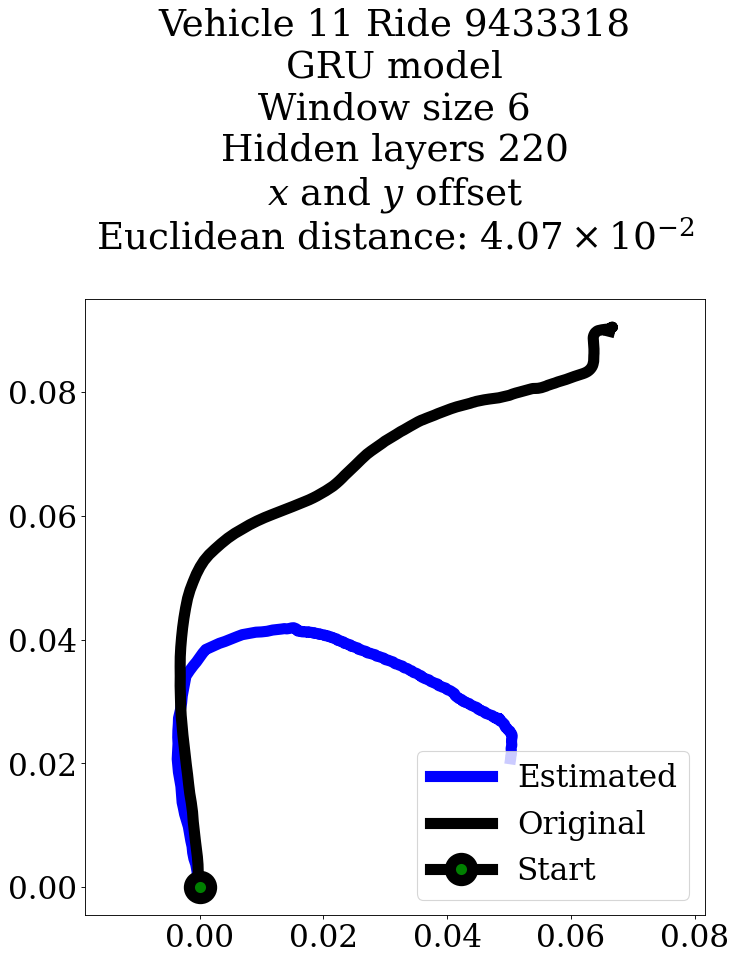 Vehicle 11 Ride 9433318
GRU model
Window size 6
Hidden layers 220
x and y offset
Euclidean distance: 4.07 × 10⁻²
0.08
0.06
0.04
0.02
0.00
Estimated
Original
Start
0.00 0.02 0.04 0.06 0.08